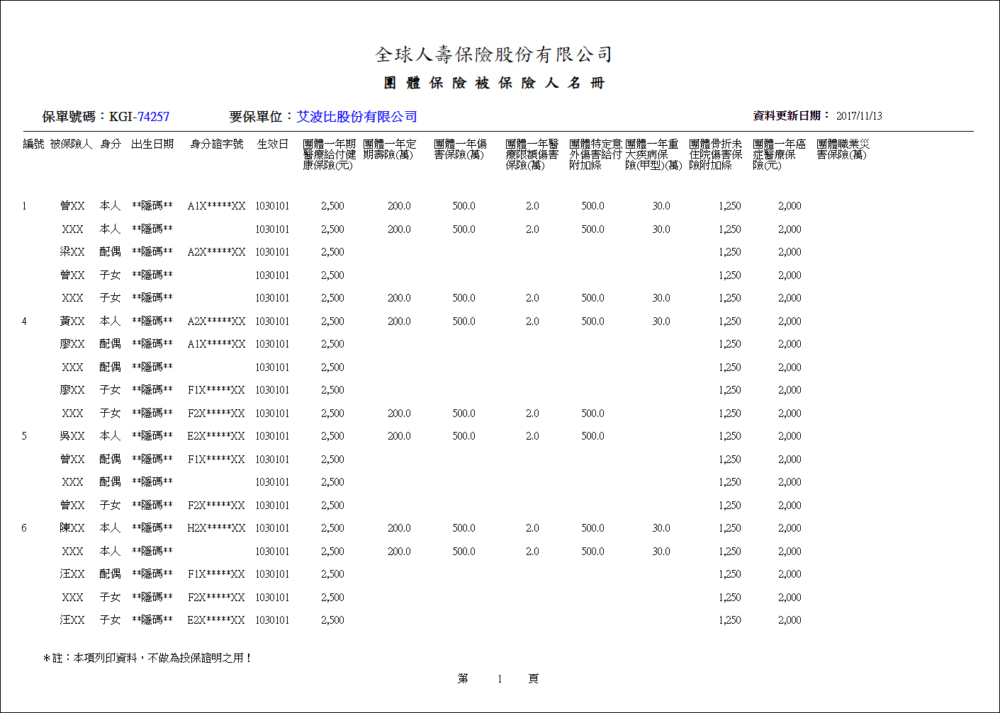 全球人壽保險股份有限公司
團體保險被保險人名冊
保單號碼：KGI-74257 要保單位：艾波比股份有限公司 資料更新日期： 2017/11/13
編號 被保險人 身分 出生日期 身分證字號 生效日 團體一年期 團體一年定 團體一年傷 團體一年醫 團體特定意 團體一年重 團體骨折未 團體一年癌 團體職業災
醫療給付健 期壽險(萬) 害保險(萬) 療限額傷害 外傷害給付 大疾病保 住院傷害保 症醫療保 害保險(萬)
康保險(元) 保險(萬) 附加條 險(甲型)(萬) 險附加條 險(元)
1 曾XX 本人 **隱碼** A1X*****XX 1030101 2,500 200.0 500.0 2.0 500.0 30.0 1,250 2,000
XXX 本人 **隱碼** 1030101 2,500 200.0 500.0 2.0 500.0 30.0 1,250 2,000
梁XX 配偶 **隱碼** A2X*****XX 1030101 2,500 1,250 2,000
曾XX 子女 **隱碼** 1030101 2,500 1,250 2,000
XXX 子女 **隱碼** 1030101 2,500 200.0 500.0 2.0 500.0 30.0 1,250 2,000
4 黃XX 本人 **隱碼** A2X*****XX 1030101 2,500 200.0 500.0 2.0 500.0 30.0 1,250 2,000
廖XX 配偶 **隱碼** A1X*****XX 1030101 2,500 1,250 2,000
XXX 配偶 **隱碼** 1030101 2,500 1,250 2,000
廖XX 子女 **隱碼** F1X*****XX 1030101 2,500 1,250 2,000
XXX 子女 **隱碼** F2X*****XX 1030101 2,500 200.0 500.0 2.0 500.0 1,250 2,000
5 吳XX 本人 **隱碼** E2X*****XX 1030101 2,500 200.0 500.0 2.0 500.0 1,250 2,000
曾XX 配偶 **隱碼** F1X*****XX 1030101 2,500 1,250 2,000
XXX 配偶 **隱碼** 1030101 2,500 1,250 2,000
曾XX 子女 **隱碼** F2X*****XX 1030101 2,500 1,250 2,000
6 陳XX 本人 **隱碼** H2X*****XX 1030101 2,500 200.0 500.0 2.0 500.0 30.0 1,250 2,000
XXX 本人 **隱碼** 1030101 2,500 200.0 500.0 2.0 500.0 30.0 1,250 2,000
汪XX 配偶 **隱碼** F1X*****XX 1030101 2,500 1,250 2,000
XXX 子女 **隱碼** F2X*****XX 1030101 2,500 1,250 2,000
汪XX 子女 **隱碼** E2X*****XX 1030101 2,500 1,250 2,000
＊註：本項列印資料，不做為投保證明之用！
第 1 頁